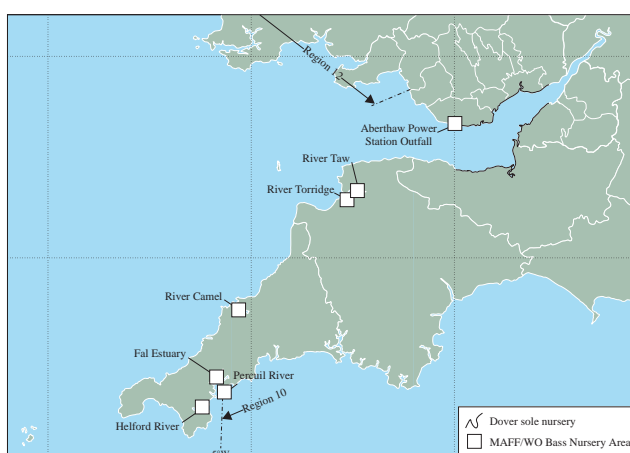 Region 12
Aberthaw Power
Station Outfall
River Taw
River Torridge
River Camel
Fal Estuary
Percuil River
Region 10
Helford River
Dover sole nursery
MAFF/WO Bass Nursery Area